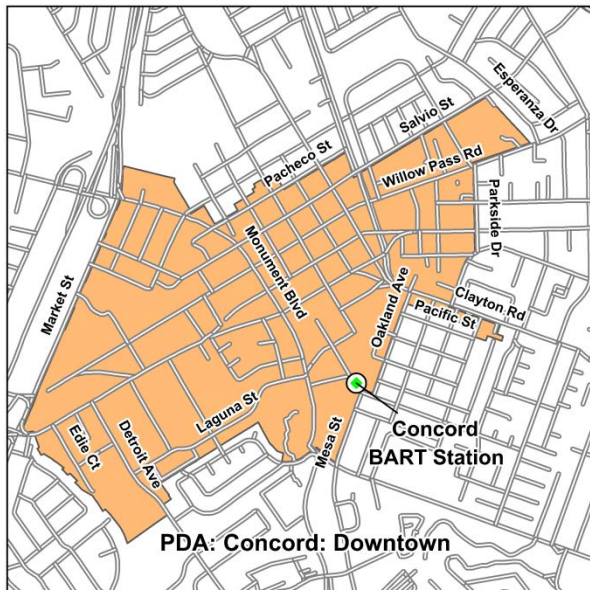 Esperanza Dr
Salvio St
Pacheco St
Willow Pass Rd
Parkside Dr
Monument Blvd
Market St
Oakland Ave
Clayton Rd
Pacific St
Laguna St
Edie Ct
Detroit Ave
Mesa St
Concord
BART Station
PDA: Concord: Downtown